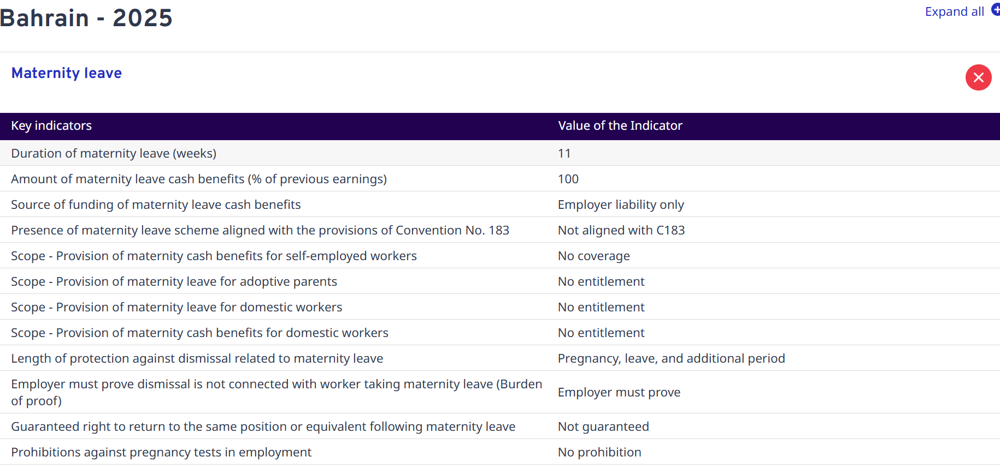 Bahrain - 2025
Expand all
Maternity leave
Key indicators Value of the Indicator
Duration of maternity leave (weeks) 11
Amount of maternity leave cash benefits (% of previous earnings) 100
Source of funding of maternity leave cash benefits Employer liability only
Presence of maternity leave scheme aligned with the provisions of Convention No. 183 Not aligned with C183
Scope - Provision of maternity cash benefits for self-employed workers No coverage
Scope - Provision of maternity leave for adoptive parents No entitlement
Scope - Provision of maternity leave for domestic workers No entitlement
Scope - Provision of maternity cash benefits for domestic workers No entitlement
Length of protection against dismissal related to maternity leave Pregnancy, leave, and additional period
Employer must prove dismissal is not connected with worker taking maternity leave (Burden
of proof) Employer must prove
Guaranteed right to return to the same position or equivalent following maternity leave Not guaranteed
Prohibitions against pregnancy tests in employment No prohibition